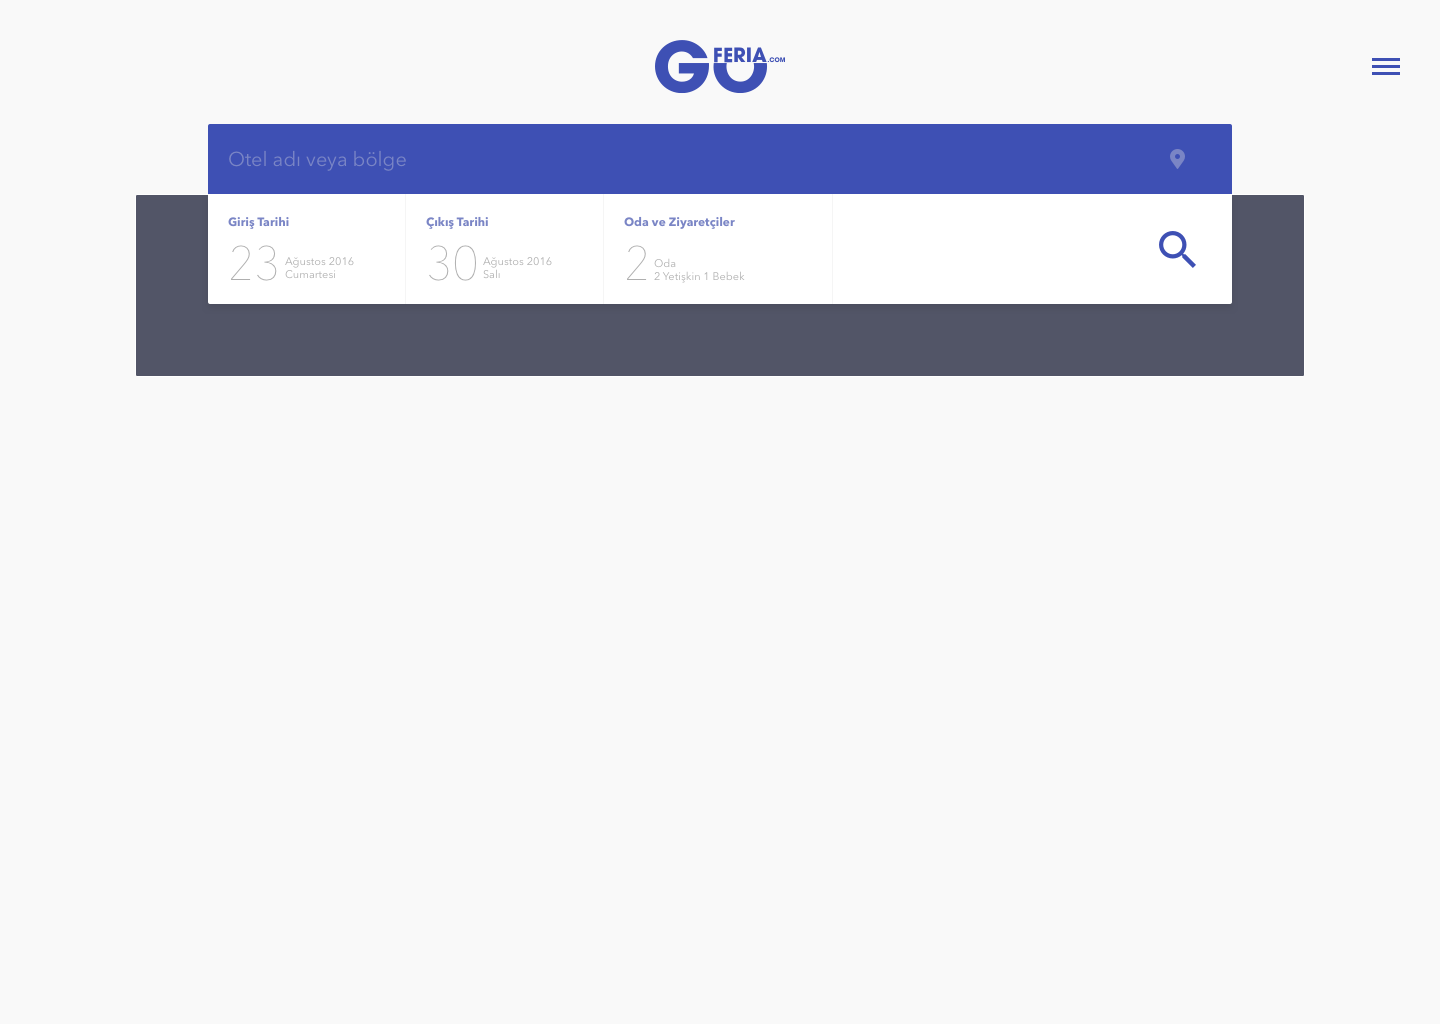 GO FERIA.COM
Otel adı veya bölge
Giriş Tarihi
23 Ağustos 2016
Cumartesi
Çıkış Tarihi
30 Ağustos 2016
Salı
Oda ve Ziyaretçiler
2 Oda
2 Yetişkin 1 Bebek